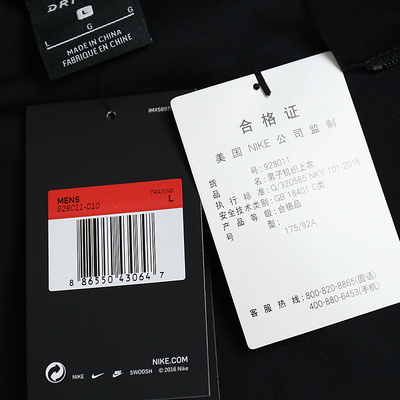 DRI
L
L G G
MADE IN CHINA
FABRIQUÉ EN CHINE
MENS
928011-010
TRAINING
L
8 86550 43064 7
NIKE SWOOSH
NIKE.COM
© 2016 Nike
合格证
美国 NIKE 公司监制
货号: 928011
品名: 男子机织上衣
执行标准: Q/320585 NKY 101-2016
安全技术类别: GB 18401 C类
产品等级: 合格品
号型: 175/92A
客服热线: 800-820-8865(固话)
400-880-6453(手机)